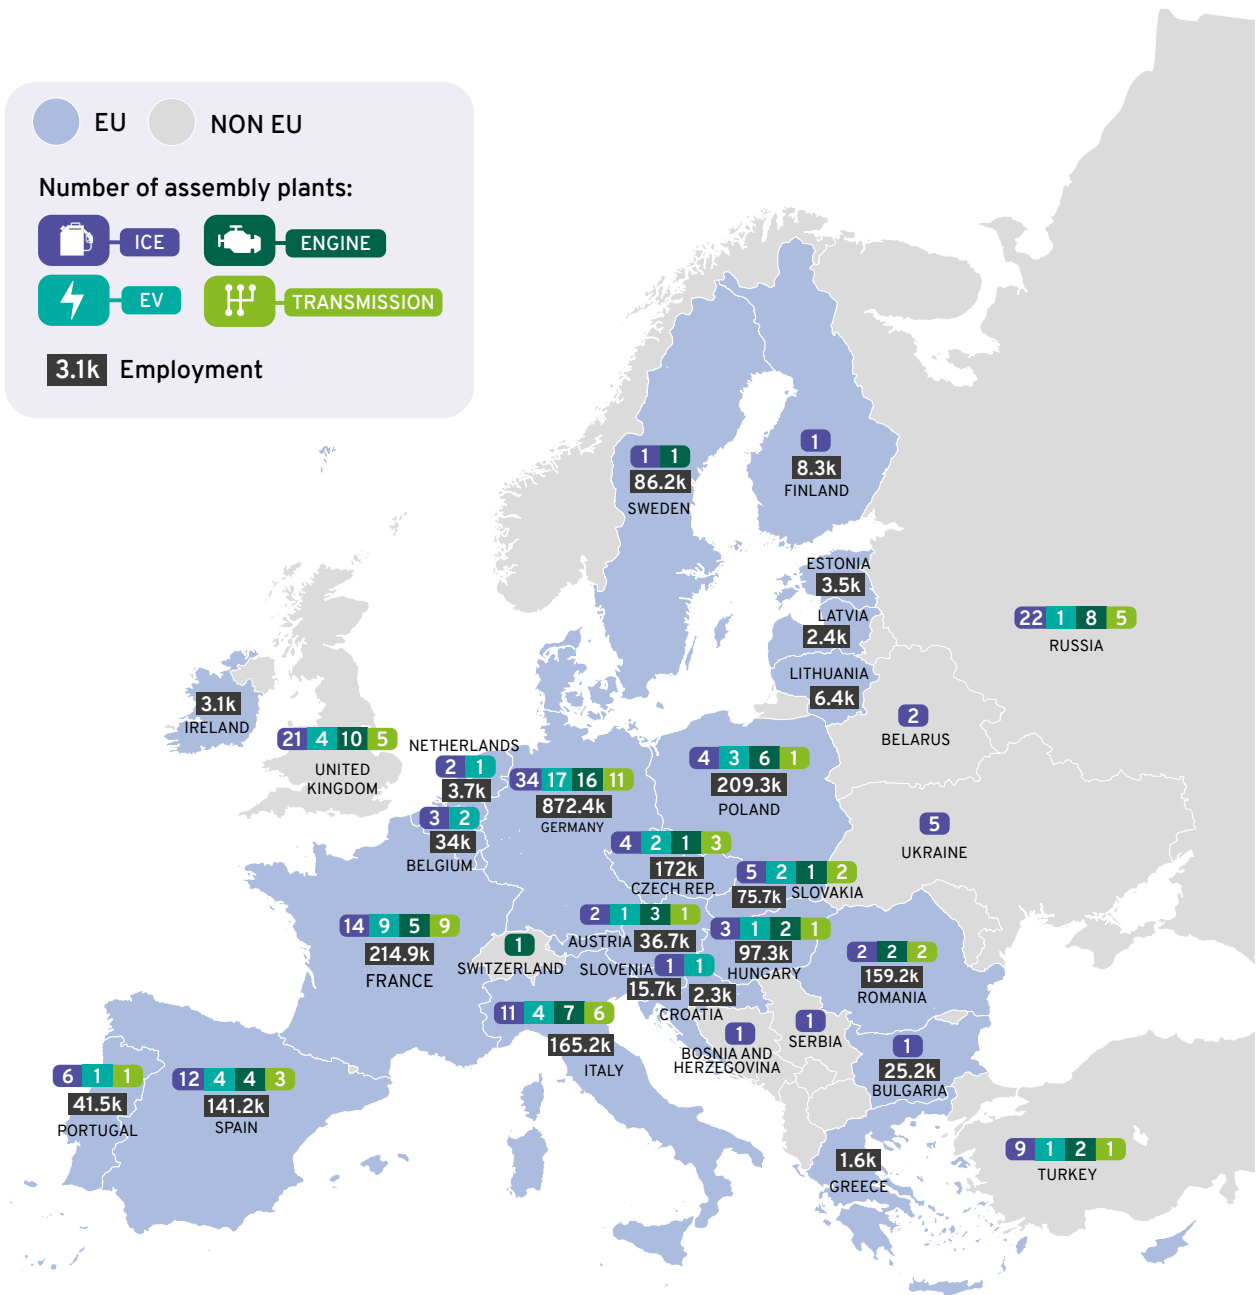 EU
NON EU
Number of assembly plants:
ICE
ENGINE
EV
TRANSMISSION
3.1k Employment
1 1
86.2k
SWEDEN
1
8.3k
FINLAND
ESTONIA
3.5k
LATVIA
2.4k
LITHUANIA
6.4k
22 1 8 5
RUSSIA
3.1k
IRELAND
21 4 10 5
UNITED
KINGDOM
NETHERLANDS
2 1
3.7k
34 17 16 11
872.4k
GERMANY
4 3 6 1
209.3k
POLAND
2
BELARUS
3 2
34k
BELGIUM
4 2 1 3
172k
CZECH REP.
5 2 1 2
75.7k SLOVAKIA
5
UKRAINE
14 9 5 9
214.9k
FRANCE
1
SWITZERLAND
2 1 3 1
AUSTRIA 36.7k
3 1 2 1
97.3k
HUNGARY
2 2 2
159.2k
ROMANIA
SLOVENIA 1 1
15.7k
2.3k
CROATIA
11 4 7 6
165.2k
ITALY
1
BOSNIA AND
HERZEGOVINA
1
SERBIA
1
25.2k
BULGARIA
6 1 1
41.5k
PORTUGAL
12 4 4 3
141.2k
SPAIN
1.6k
GREECE
9 1 2 1
TURKEY